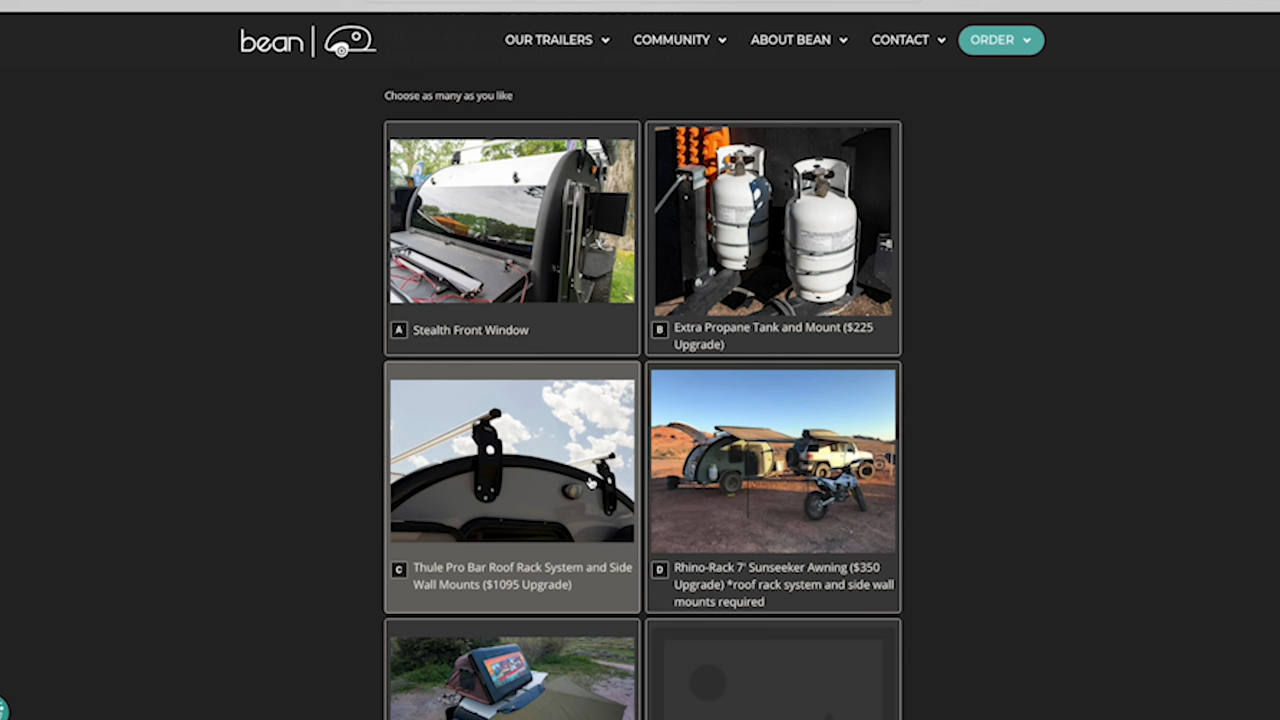 bean
OUR TRAILERS
COMMUNITY
ABOUT BEAN
CONTACT
ORDER
Choose as many as you like
A Stealth Front Window
B Extra Propane Tank and Mount ($225
Upgrade)
C Thule Pro Bar Roof Rack System and Side
Wall Mounts ($1095 Upgrade)
D Rhino-Rack 7' Sunseeker Awning ($350
Upgrade) *roof rack system and side wall
mounts required